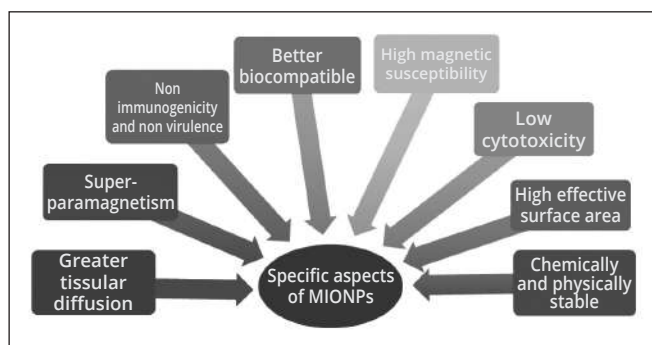 Better
biocompatible
High magnetic
susceptibility
Non
immunogenicity
and non virulence
Low
cytotoxicity
Super-
paramagnetism
High effective
surface area
Greater
tissular
diffusion
Specific aspects
of MIONPs
Chemically
and physically
stable